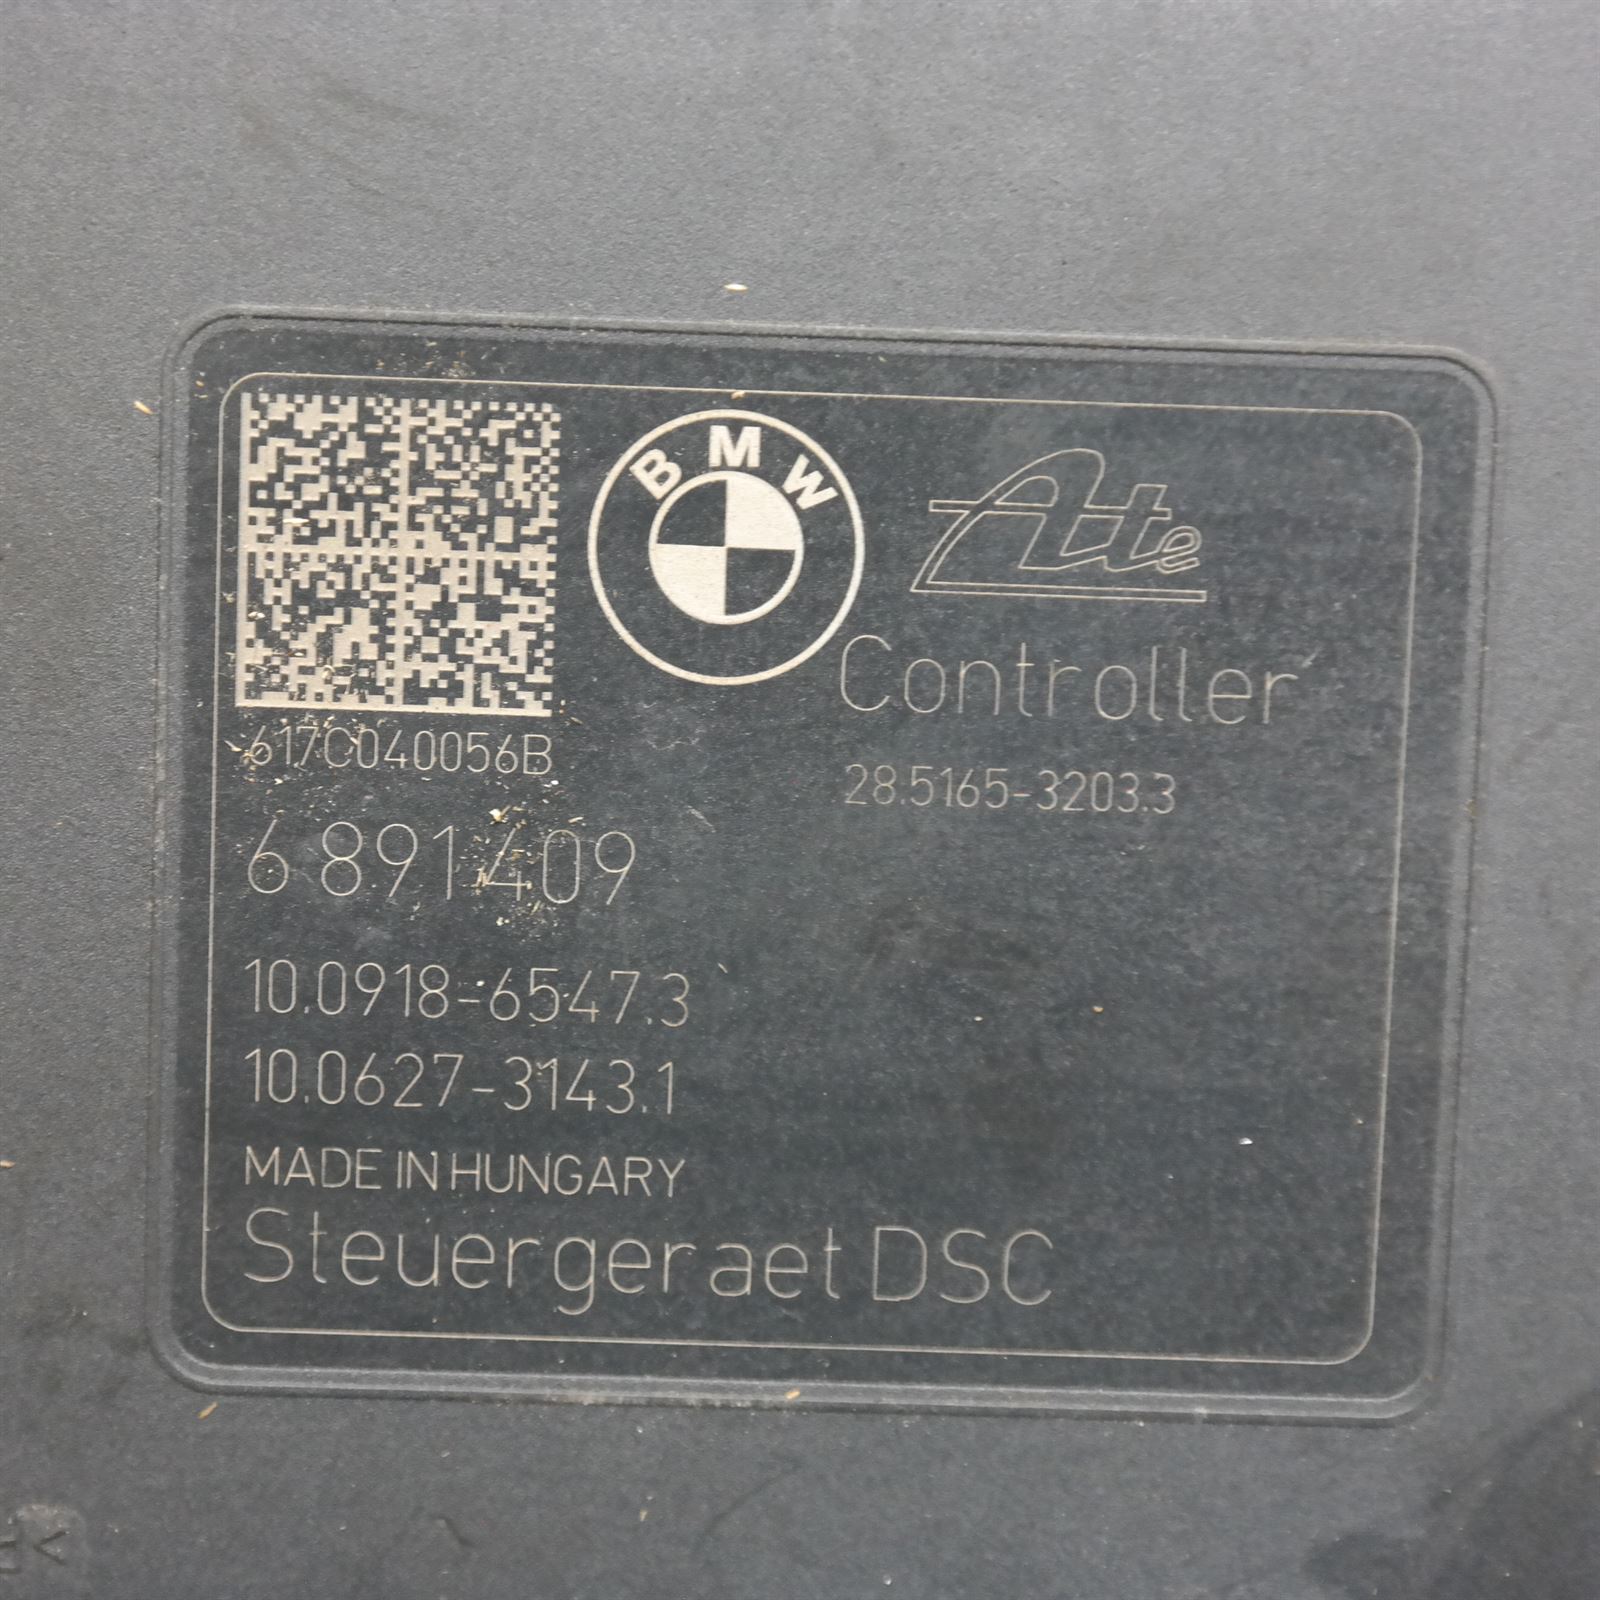 BMW
Ate
Controller
617C040056B
28.5165-3203.3
6 891 409
10.0918-6547.3
10.0627-3143.1
MADE IN HUNGARY
Steuergeraet DSC